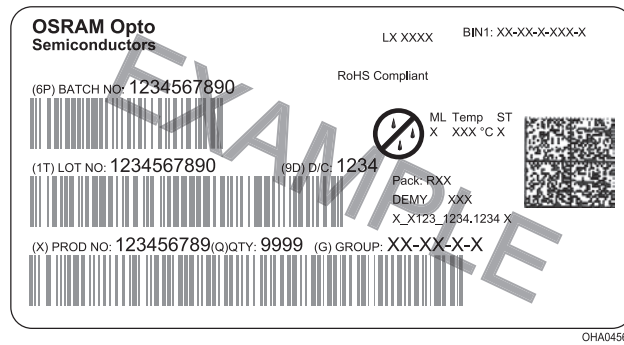 OSRAM Opto
Semiconductors
LX XXXX
BIN1: XX-XX-X-XXX-X
RoHS Compliant
(6P) BATCH NO: 1234567890
ML Temp ST
X XXX °C X
(1T) LOT NO: 1234567890 (9D) D/C: 1234
Pack: RXX
DEMY XXX
X_X123_1234.1234 X
(X) PROD NO: 123456789(Q)QTY: 9999 (G) GROUP: XX-XX-X-X
EXAMPLE